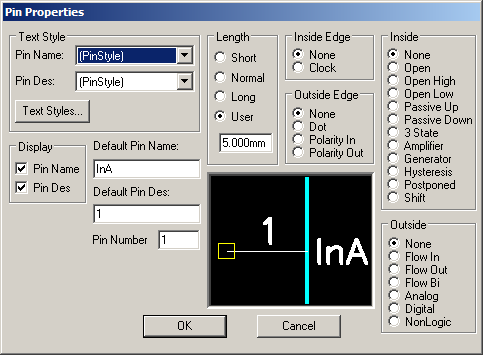 Pin Properties
Text Style
Pin Name:
(PinStyle)
Pin Des:
(PinStyle)
Text Styles...
Display
Pin Name
Pin Des
Default Pin Name:
InA
Default Pin Des:
1
Pin Number
1
Length
Short
Normal
Long
User
5.000mm
Inside Edge
None
Clock
Outside Edge
None
Dot
Polarity In
Polarity Out
1
InA
Inside
None
Open
Open High
Open Low
Passive Up
Passive Down
3 State
Amplifier
Generator
Hysteresis
Postponed
Shift
Outside
None
Flow In
Flow Out
Flow Bi
Analog
Digital
NonLogic
OK
Cancel